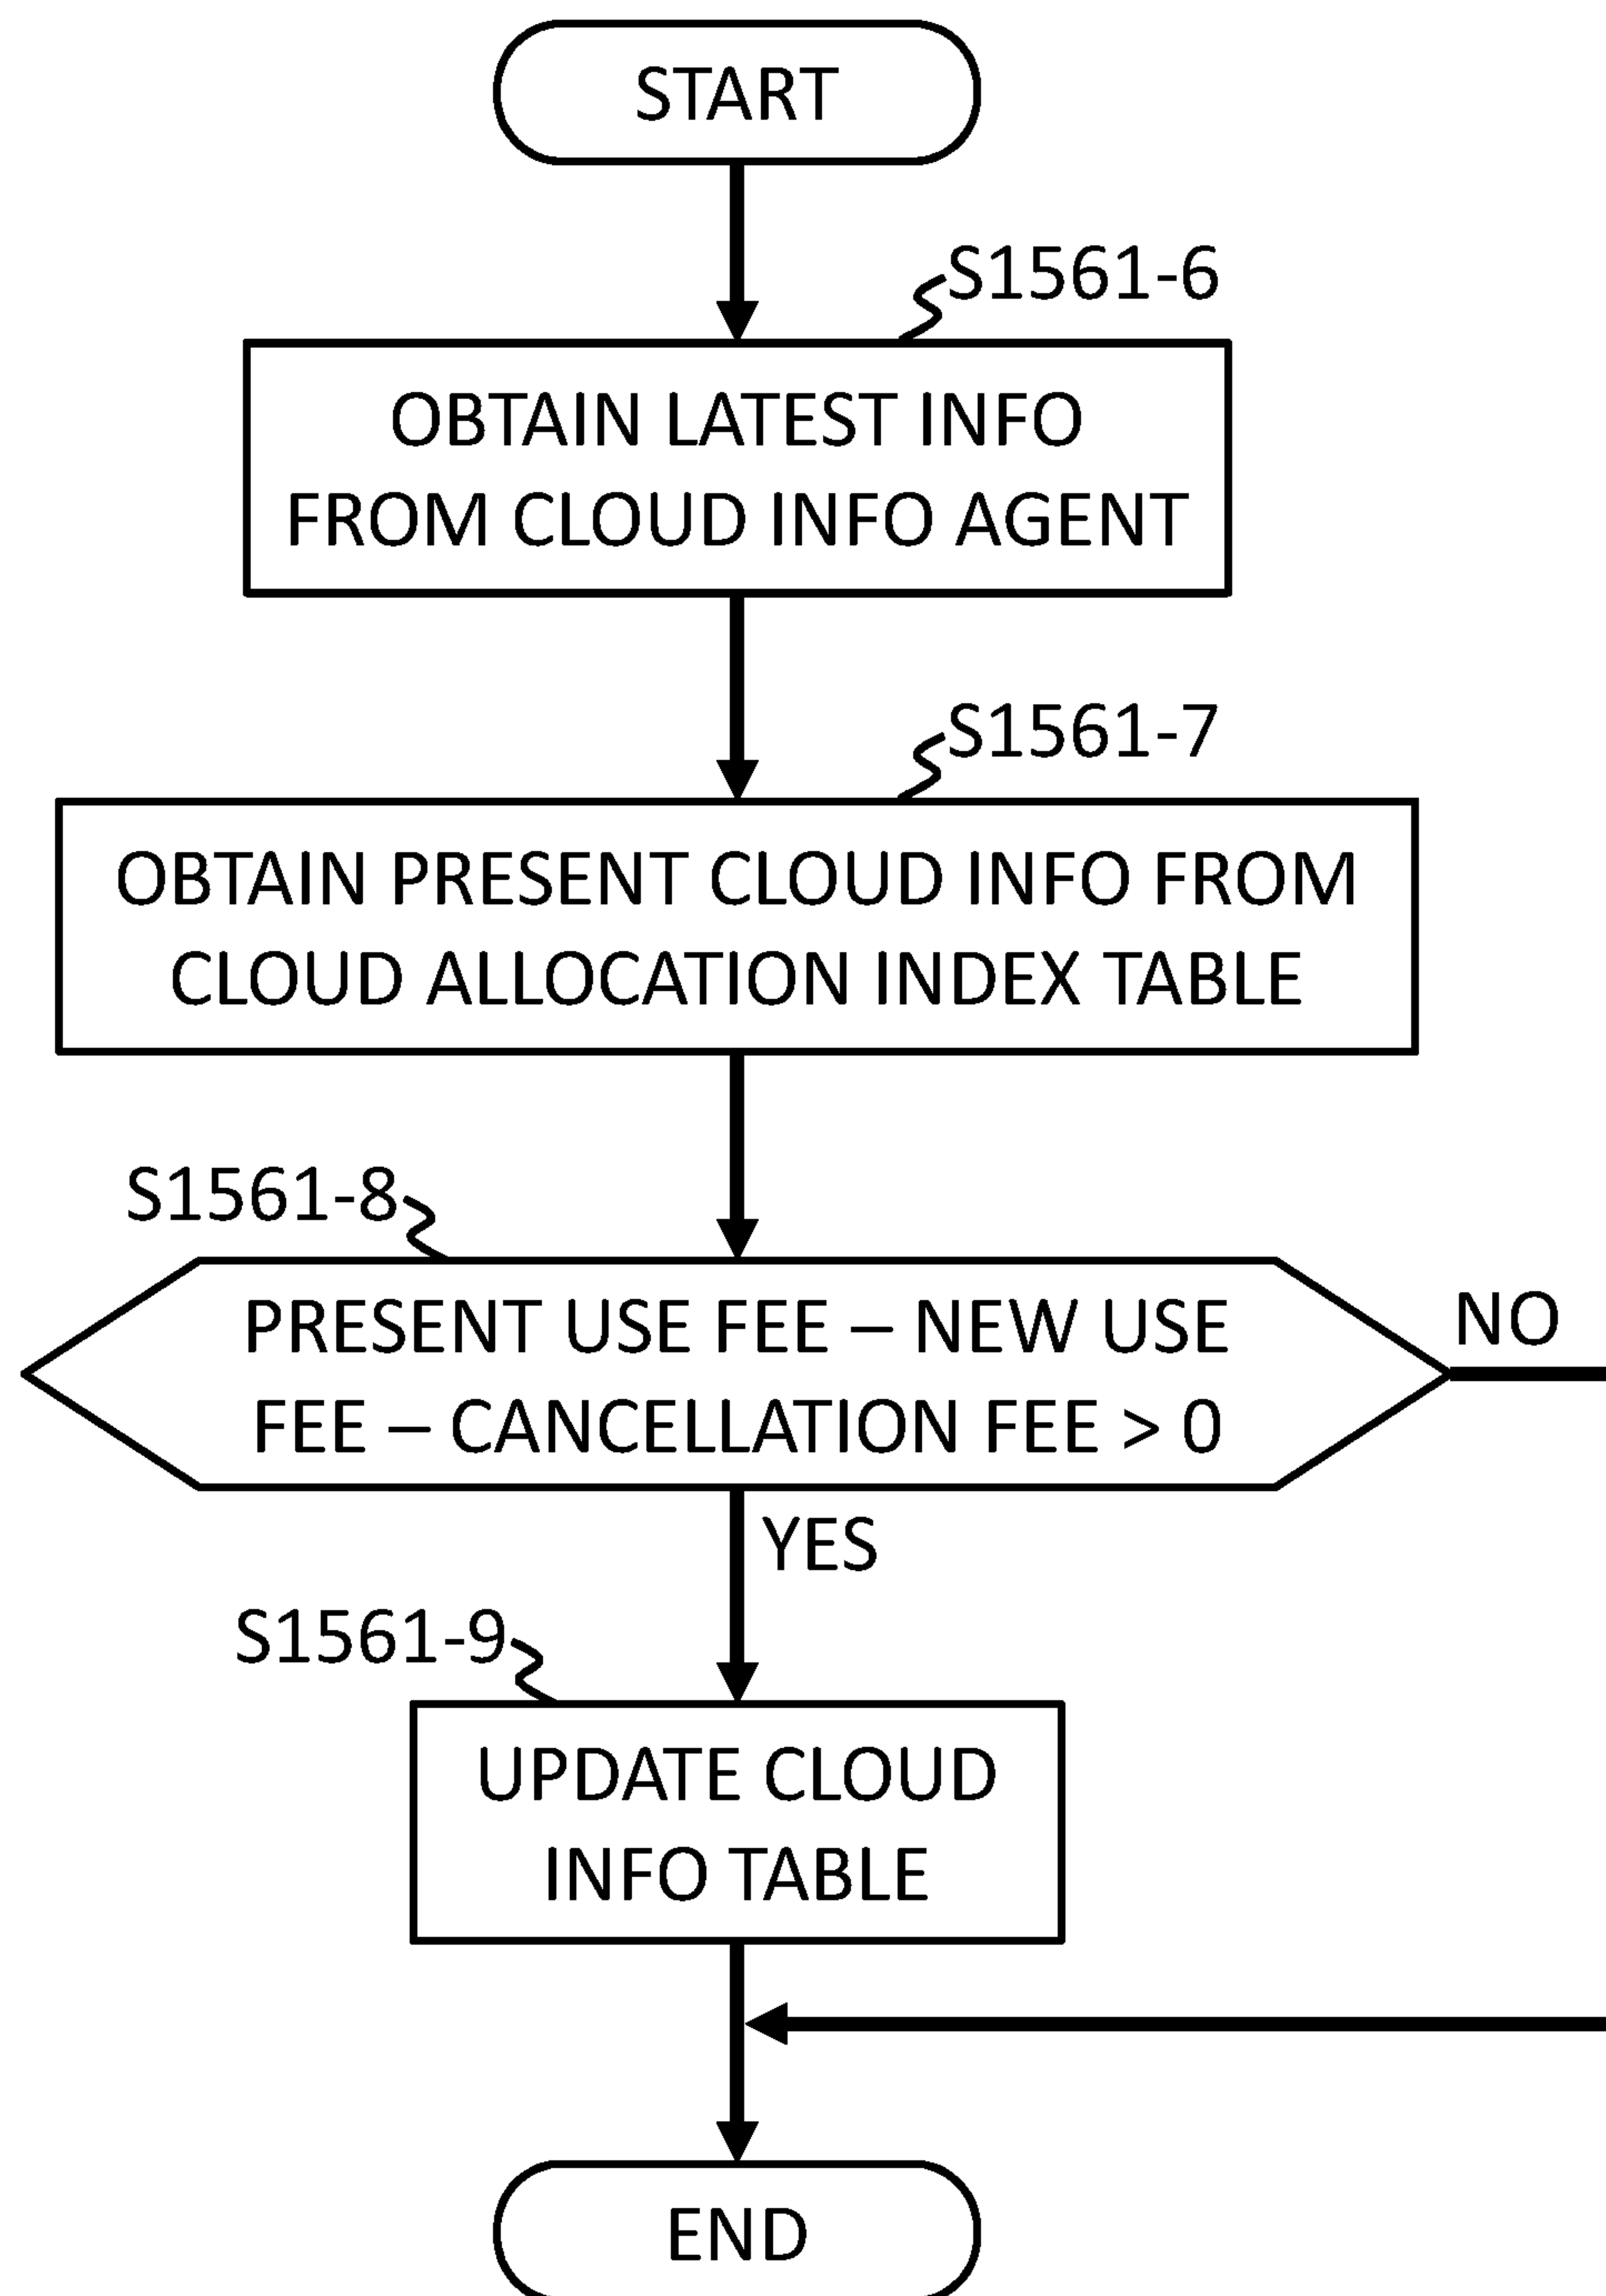 START
S1561-6
OBTAIN LATEST INFO
FROM CLOUD INFO AGENT
S1561-7
OBTAIN PRESENT CLOUD INFO FROM
CLOUD ALLOCATION INDEX TABLE
S1561-8
PRESENT USE FEE – NEW USE
FEE – CANCELLATION FEE > 0
NO
YES
S1561-9
UPDATE CLOUD
INFO TABLE
END